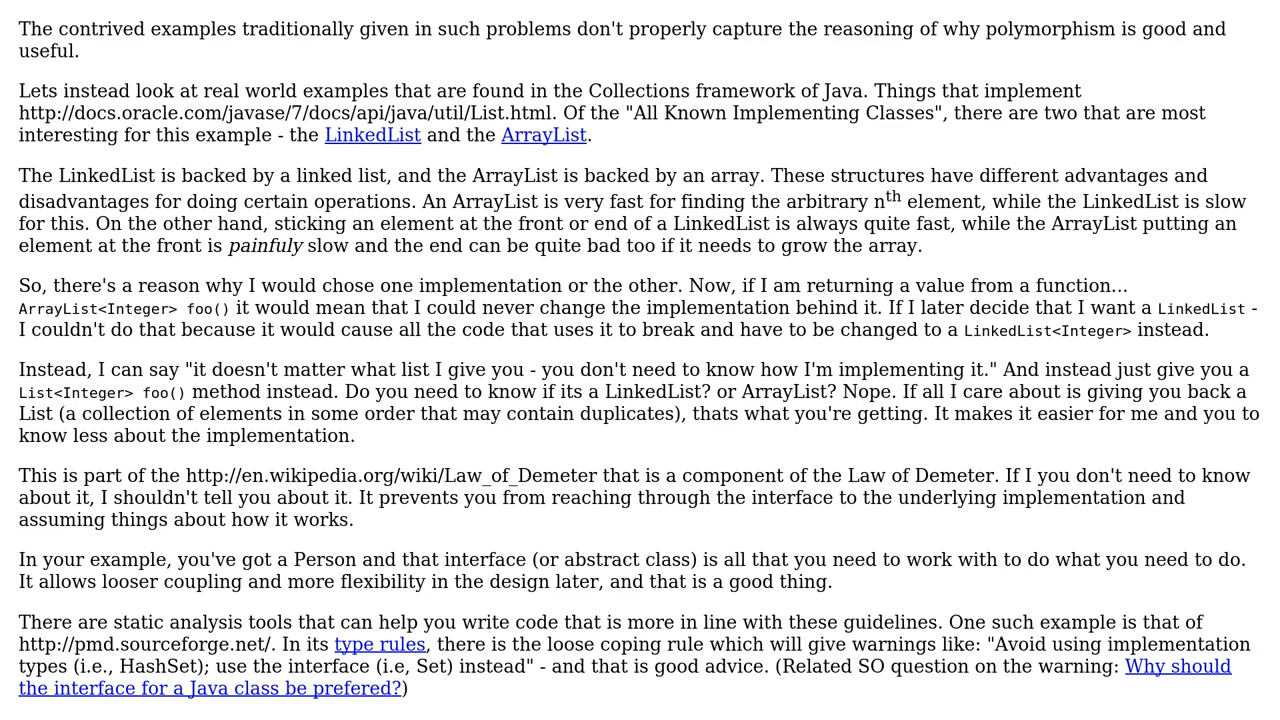 The contrived examples traditionally given in such problems don't properly capture the reasoning of why polymorphism is good and
useful.
Lets instead look at real world examples that are found in the Collections framework of Java. Things that implement
http://docs.oracle.com/javase/7/docs/api/java/util/List.html. Of the "All Known Implementing Classes", there are two that are most
interesting for this example - the LinkedList and the ArrayList.
The LinkedList is backed by a linked list, and the ArrayList is backed by an array. These structures have different advantages and
disadvantages for doing certain operations. An ArrayList is very fast for finding the arbitrary nth element, while the LinkedList is slow
for this. On the other hand, sticking an element at the front or end of a LinkedList is always quite fast, while the ArrayList putting an
element at the front is painfuly slow and the end can be quite bad too if it needs to grow the array.
So, there's a reason why I would chose one implementation or the other. Now, if I am returning a value from a function...
ArrayList<Integer> foo() it would mean that I could never change the implementation behind it. If I later decide that I want a LinkedList -
I couldn't do that because it would cause all the code that uses it to break and have to be changed to a LinkedList<Integer> instead.
Instead, I can say "it doesn't matter what list I give you - you don't need to know how I'm implementing it." And instead just give you a
List<Integer> foo() method instead. Do you need to know if its a LinkedList? or ArrayList? Nope. If all I care about is giving you back a
List (a collection of elements in some order that may contain duplicates), thats what you're getting. It makes it easier for me and you to
know less about the implementation.
This is part of the http://en.wikipedia.org/wiki/Law_of_Demeter that is a component of the Law of Demeter. If I you don't need to know
about it, I shouldn't tell you about it. It prevents you from reaching through the interface to the underlying implementation and
assuming things about how it works.
In your example, you've got a Person and that interface (or abstract class) is all that you need to work with to do what you need to do.
It allows looser coupling and more flexibility in the design later, and that is a good thing.
There are static analysis tools that can help you write code that is more in line with these guidelines. One such example is that of
http://pmd.sourceforge.net/. In its type rules, there is the loose coping rule which will give warnings like: "Avoid using implementation
types (i.e., HashSet); use the interface (i.e, Set) instead" - and that is good advice. (Related SO question on the warning: Why should
the interface for a Java class be prefered?)